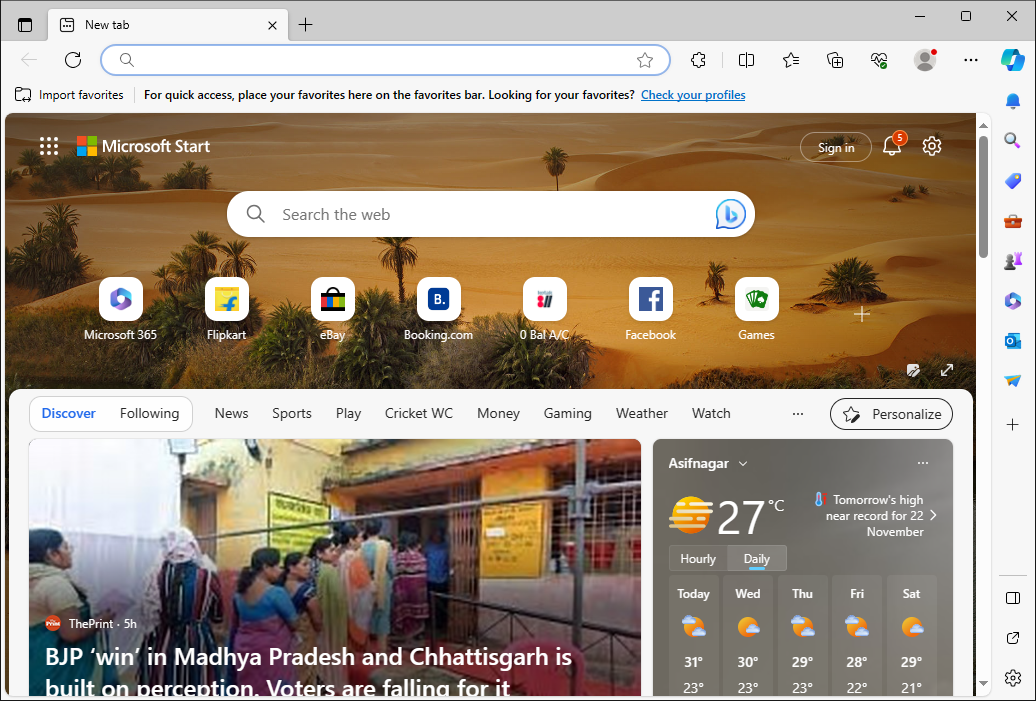 New tab
Import favorites
For quick access, place your favorites here on the favorites bar. Looking for your favorites? Check your profiles
Microsoft Start
Sign in
5
Search the web
B.
Microsoft 365
Flipkart
eBay
Booking.com
0 Bal A/C
Facebook
Games
Discover
Following
News
Sports
Play
Cricket WC
Money
Gaming
Weather
Watch
Personalize
ThePrint · 5h
BJP ‘win’ in Madhya Pradesh and Chhattisgarh is
built on perception. Voters are falling for it
Asifnagar
27°C
Tomorrow's high
near record for 22
November
Hourly
Daily
Today Wed Thu Fri Sat
31° 30° 29° 28° 29°
23° 23° 23° 22° 21°